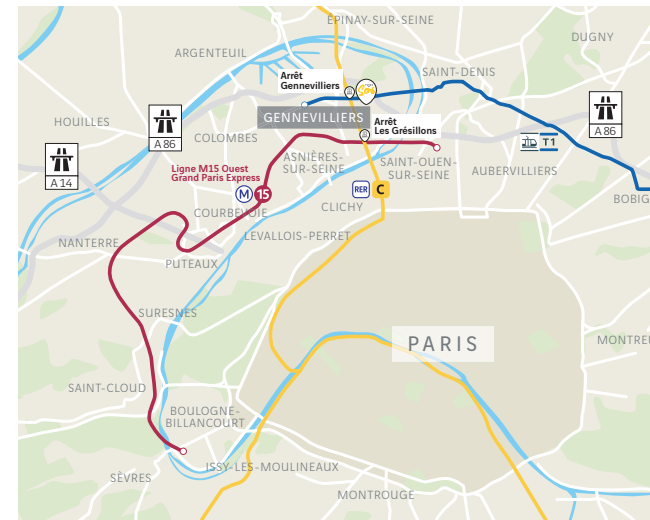 ÉPINAY-SUR-SEINE
DUGNY
ARGENTEUIL
Arrêt
Gennevilliers
SAINT-DENIS
HOUILLES
A 86
GENNEVILLIERS
Arrêt
Les Grésillons
A 86
COLOMBES
T1
A 14
Ligne M15 Ouest
Grand Paris Express
ASNIÈRES-
SUR-SEINE
SAINT-OUEN-
SUR-SEINE
AUBERVILLIERS
M 15
RER C
BOBIG
COURBEVOIE
CLICHY
NANTERRE
LEVALLOIS-PERRET
PUTEAUX
SURESNES
PARIS
MONTREU
SAINT-CLOUD
BOULOGNE-
BILLANCOURT
ISSY-LES-MOULINEAUX
SÈVRES
MONTROUGE